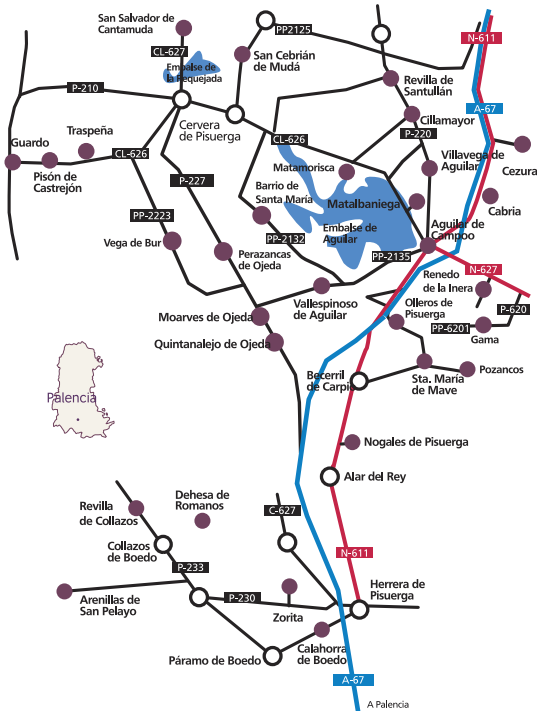 San Salvador de
Cantamuda
PP2125
N-611
CL-627
San Cebrián
de Mudá
Embalse de
la Requejada
Revilla de
Santullán
P-210
A-67
Cillamayor
Cervera
de Pisuerga
CL-626
P-220
Guardo
Traspeña
CL-626
Pisón de
Castrejón
Matamorisca
Villavega de
Aguilar
Cezura
P-227
Barrio de
Santa María
Matalbaniega
Cabria
PP-2223
Embalse de
Aguilar
Aguilar de
Campoo
Vega de Bur
PP-2132
PP-2135
Perazancas
de Ojeda
N-627
Renedo de
la Inera
Vallespinoso
de Aguilar
Olleros de
Pisuerga
P-620
Moarves de Ojeda
PP-6201
Gama
Quintanalejo de Ojeda
Becerril
de Carpio
Sta. María
de Mave
Pozancos
Palencia
Nogales de Pisuerga
Alar del Rey
Revilla
de Collazos
Dehesa de
Romanos
C-627
Collazos
de Boedo
N-611
P-233
Arenillas de
San Pelayo
P-230
Zorita
Herrera de
Pisuerga
Páramo de Boedo
Calahorra
de Boedo
A-67
A Palencia